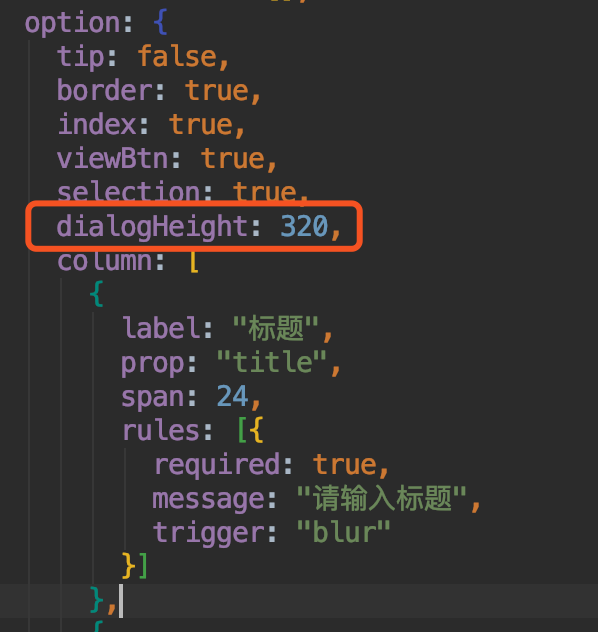 option: {
tip: false,
border: true,
index: true,
viewBtn: true,
selection: true,
dialogHeight: 320,
column: [
{
label: "标题",
prop: "title",
span: 24,
rules: [{
required: true,
message: "请输入标题",
trigger: "blur"
}]
},
{